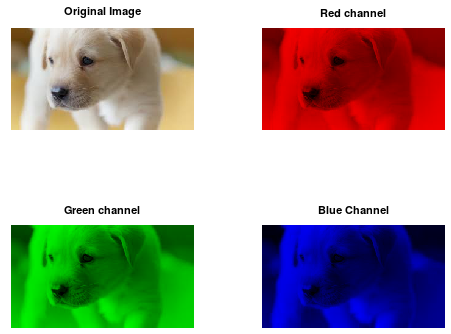 Original Image
Red channel
Green channel
Blue Channel